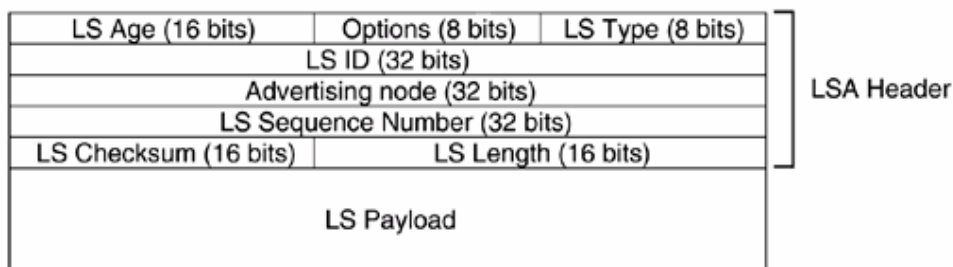 LS Age (16 bits) Options (8 bits) LS Type (8 bits)
LS ID (32 bits)
Advertising node (32 bits)
LSA Header
LS Sequence Number (32 bits)
LS Checksum (16 bits) LS Length (16 bits)
LS Payload